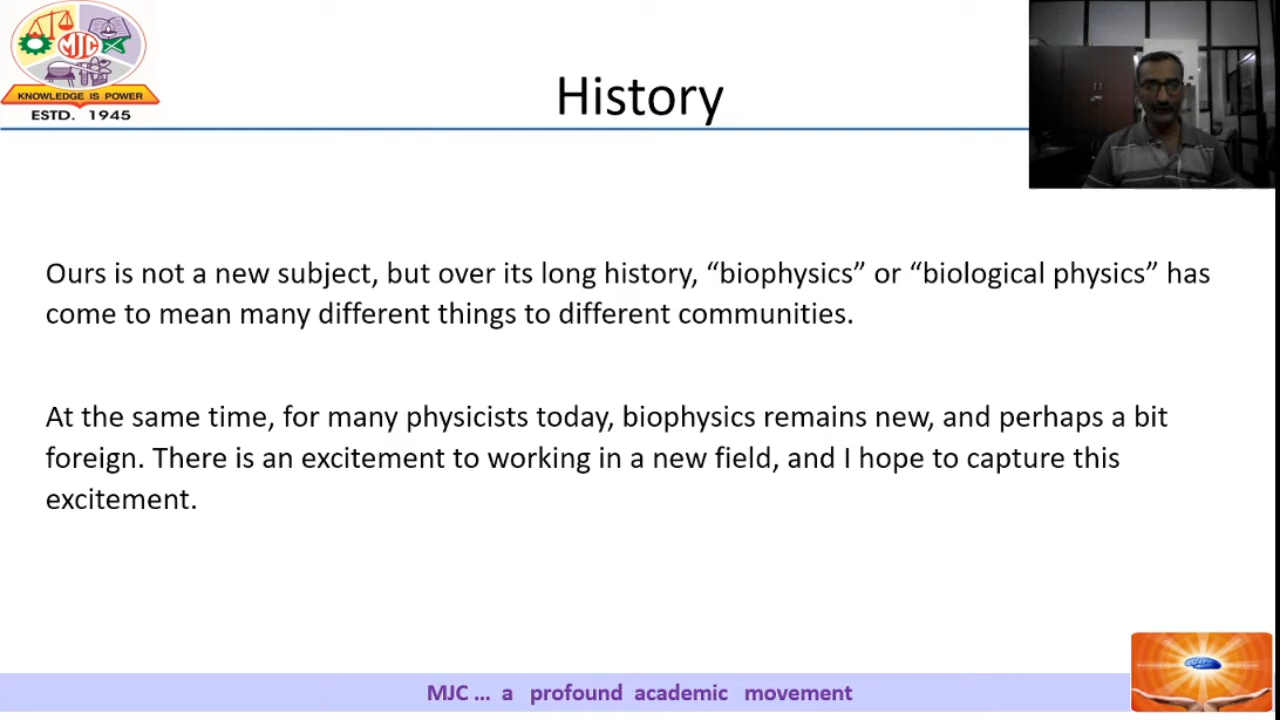 MJC
KNOWLEDGE IS POWER
ESTD. 1945
History
Ours is not a new subject, but over its long history, “biophysics” or “biological physics” has
come to mean many different things to different communities.
At the same time, for many physicists today, biophysics remains new, and perhaps a bit
foreign. There is an excitement to working in a new field, and I hope to capture this
excitement.
MJC ... a profound academic movement